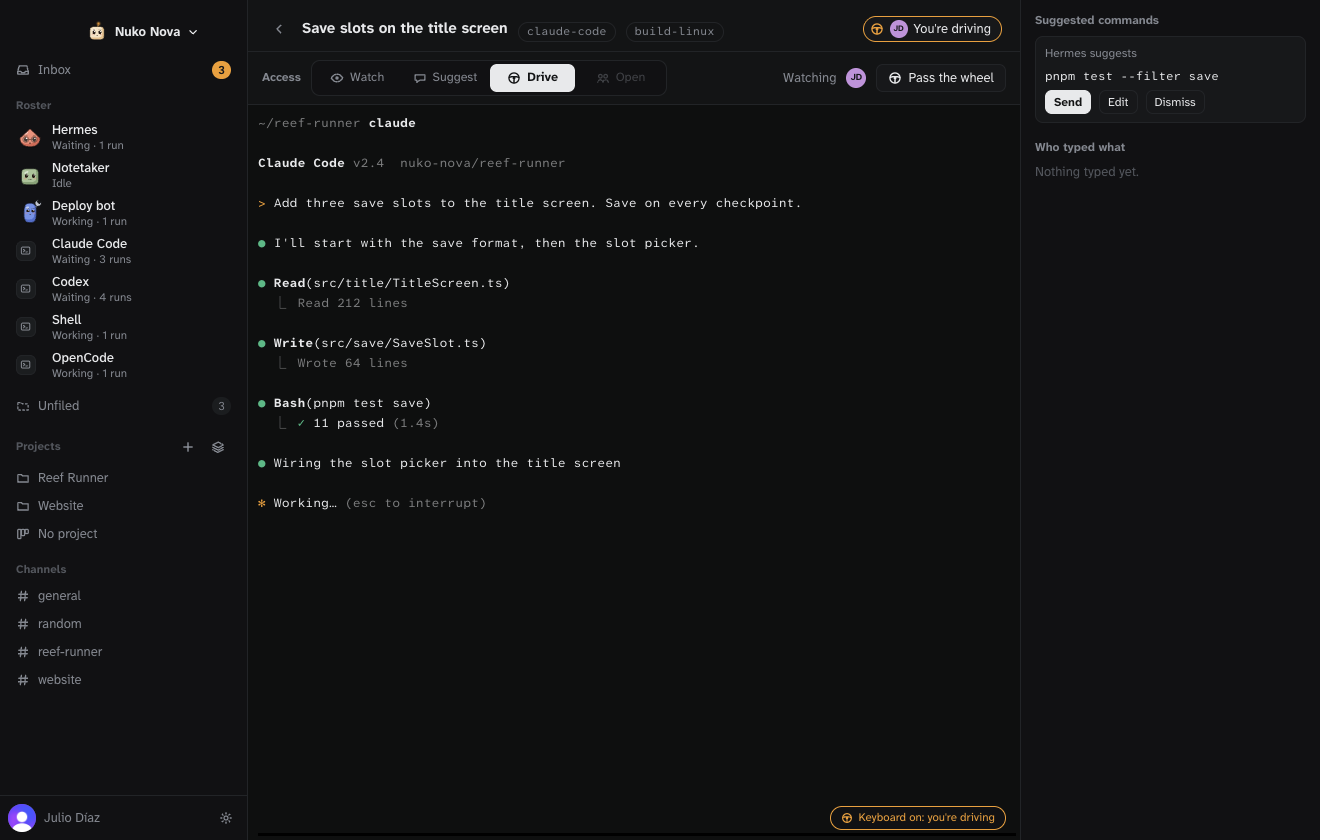 Nuko Nova
Inbox 3
Roster
Hermes
Waiting · 1 run
Notetaker
Idle
Deploy bot
Working · 1 run
Claude Code
Waiting · 3 runs
Codex
Waiting · 4 runs
Shell
Working · 1 run
OpenCode
Working · 1 run
Unfiled 3
Projects
Reef Runner
Website
No project
Channels
general
random
reef-runner
website
Julio Díaz
Save slots on the title screen claude-code build-linux JD You're driving
Access Watch Suggest Drive Open Watching JD Pass the wheel
~/reef-runner claude
Claude Code v2.4 nuko-nova/reef-runner
> Add three save slots to the title screen. Save on every checkpoint.
● I'll start with the save format, then the slot picker.
● Read(src/title/TitleScreen.ts)
⎿ Read 212 lines
● Write(src/save/SaveSlot.ts)
⎿ Wrote 64 lines
● Bash(pnpm test save)
⎿ ✓ 11 passed (1.4s)
● Wiring the slot picker into the title screen
✻ Working… (esc to interrupt)
Keyboard on: you're driving
Suggested commands
Hermes suggests
pnpm test --filter save
Send Edit Dismiss
Who typed what
Nothing typed yet.